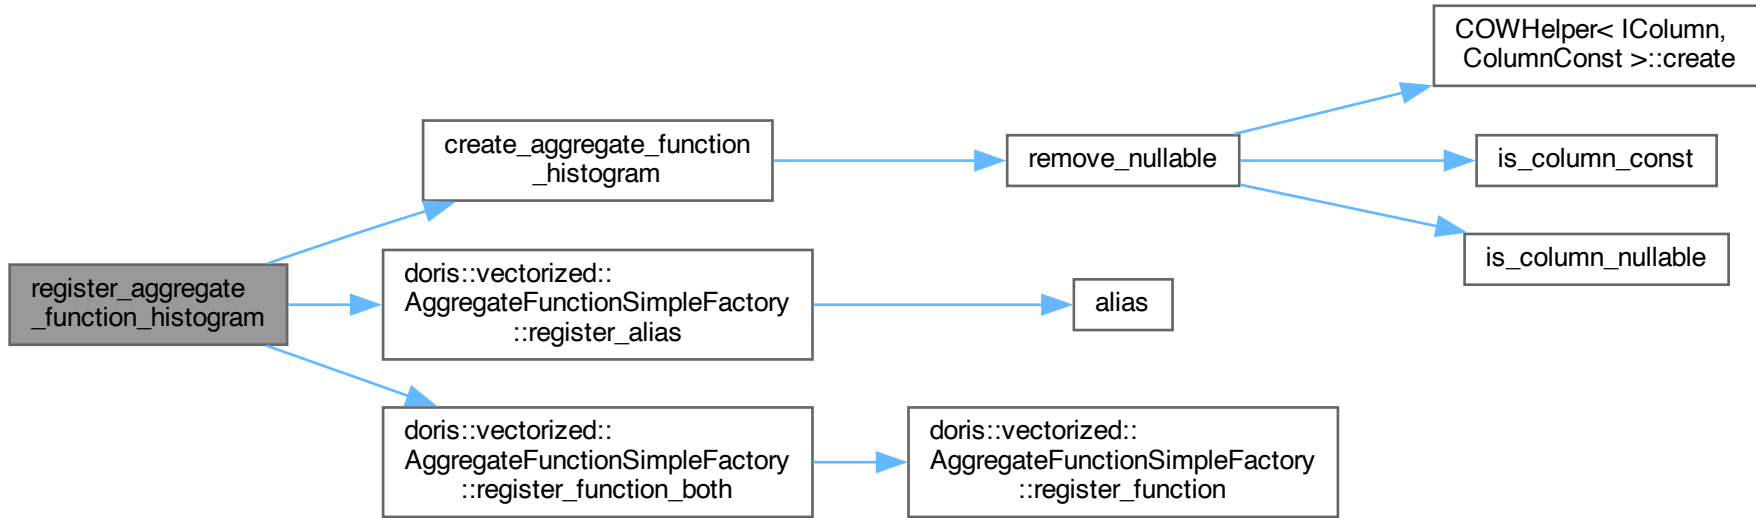 register_aggregate
_function_histogram
create_aggregate_function
_histogram
remove_nullable
COWHelper< IColumn,
ColumnConst >::create
is_column_const
is_column_nullable
doris::vectorized::
AggregateFunctionSimpleFactory
::register_alias
alias
doris::vectorized::
AggregateFunctionSimpleFactory
::register_function_both
doris::vectorized::
AggregateFunctionSimpleFactory
::register_function